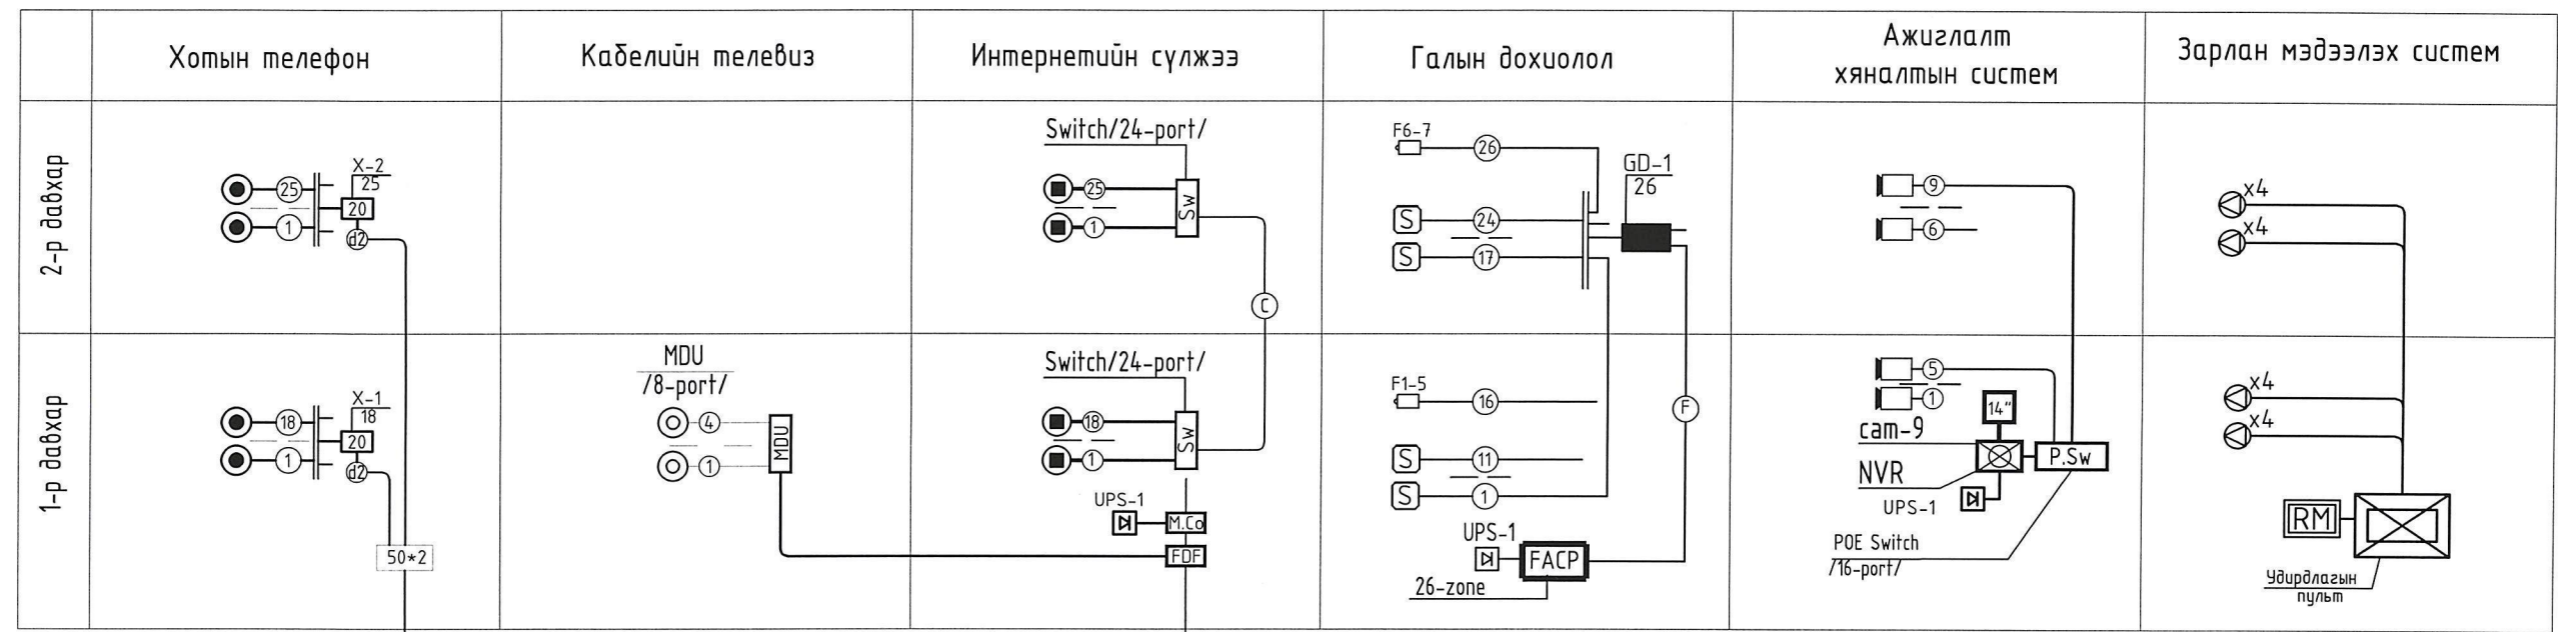 Хотын телефон
Кабелийн телевиз
Интернетийн сүлжээ
Галын дохиолол
Ажиглалт
хяналтын систем
Зарлан мэдээлэх систем
2-р давхар
X-2
25
25
20
1
d2
Switch/24-port/
25
1
Sw
C
F6-7
26
GD-1
26
S
24
S
17
9
6
x4
x4
1-р давхар
X-1
18
18
20
1
d2
50*2
MDU
/8-port/
4
1
MDU
Switch/24-port/
18
1
Sw
UPS-1
M.Co
FDF
F1-5
16
F
S
11
S
1
UPS-1
FACP
26-zone
5
1
14"
cam-9
NVR
P.Sw
UPS-1
POE Switch
/16-port/
x4
x4
RM
Удирдлагын
пульт